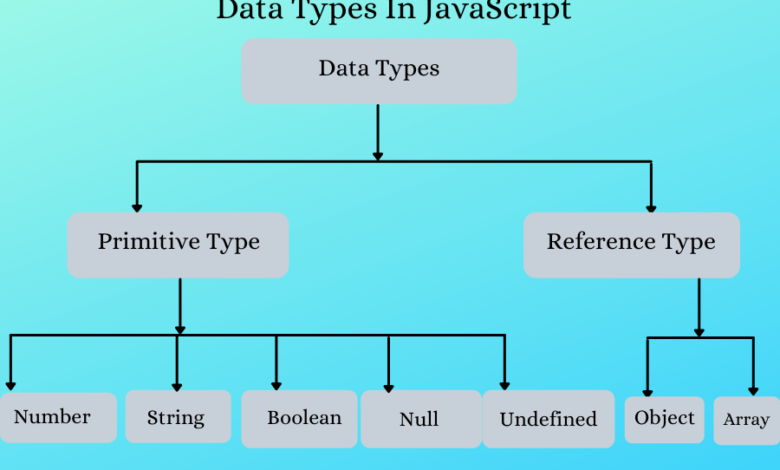 Data Types In JavaScript
Data Types
Primitive Type
Reference Type
Number
String
Boolean
Null
Undefined
Object
Array